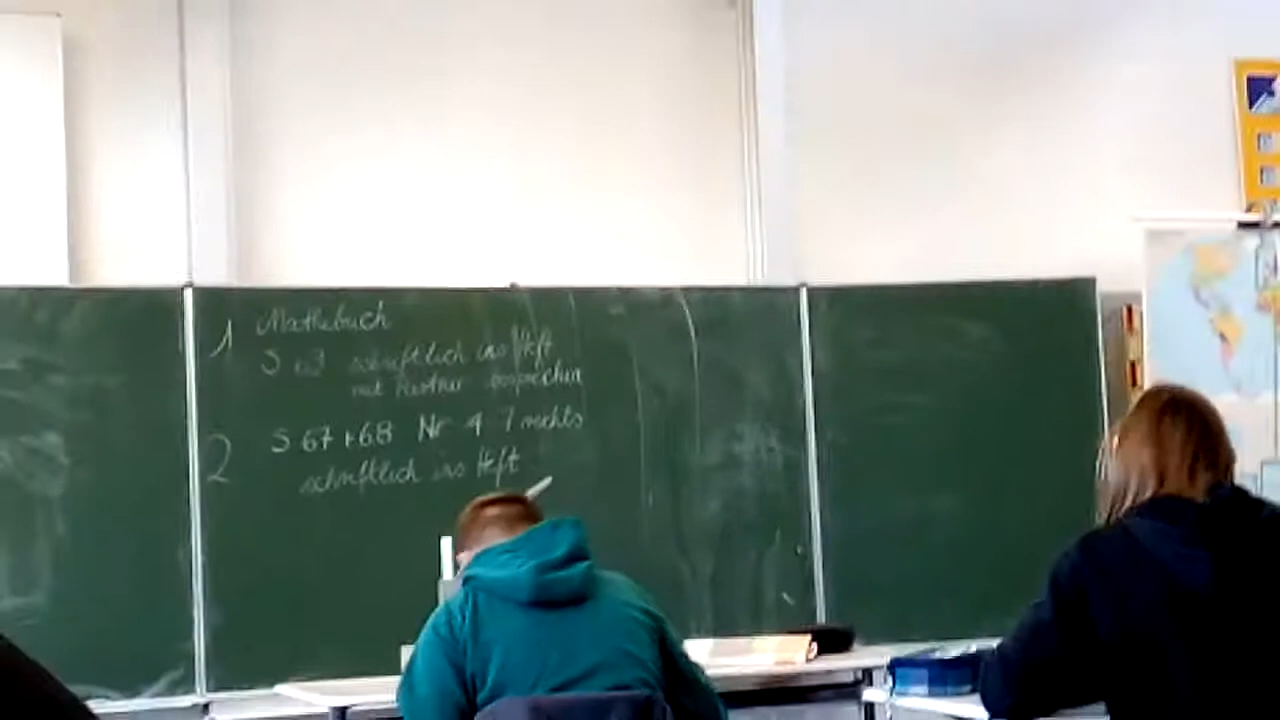 1 Mathebuch
S 63 schriftlich ins Heft
mit Partner besprechen
2 S 67+68 Nr 4 7 rechts
schriftlich ins Heft